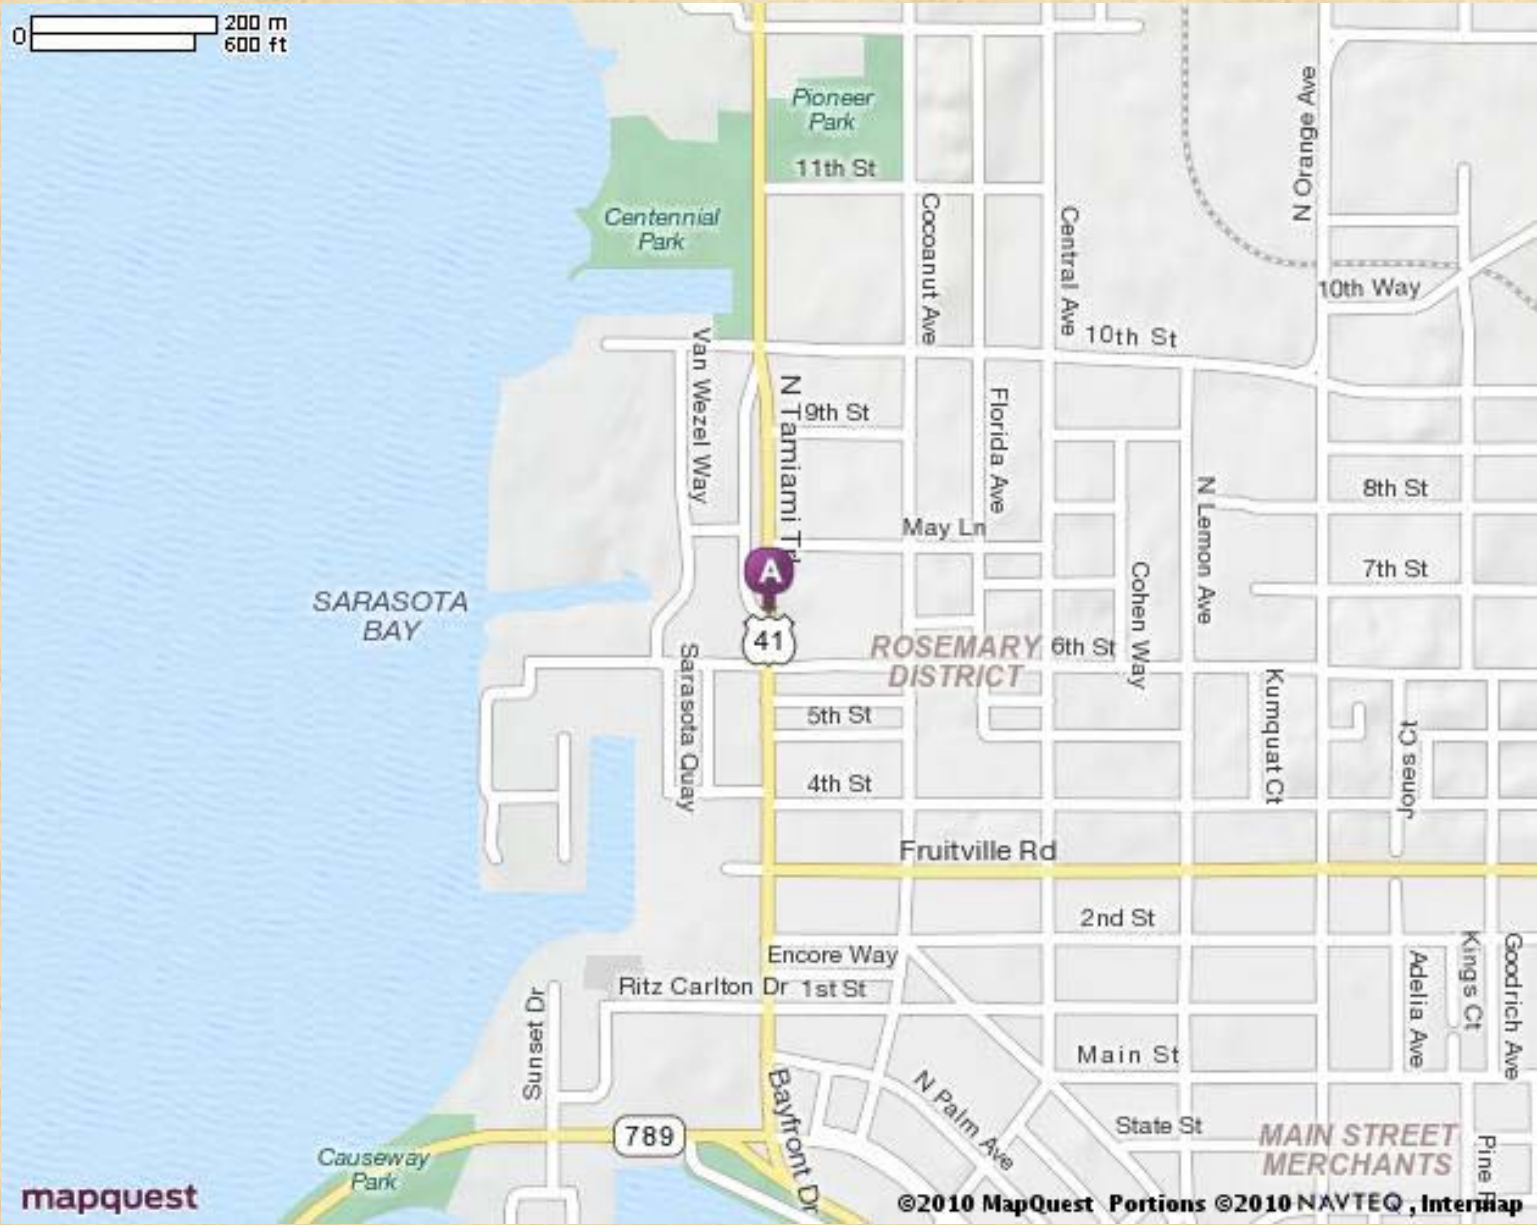 0
200 m
600 ft
Pioneer
Park
11th St
Centennial
Park
Cocoanut Ave
Central Ave
N Orange Ave
10th Way
10th St
Van Wezel Way
N Tamiami Trl
19th St
Florida Ave
N Lemon Ave
8th St
May Ln
7th St
Cohen Way
A
SARASOTA
BAY
41
ROSEMARY
DISTRICT
6th St
Sarasota Quay
Kumquat Ct
5th St
Jones Ct
4th St
Fruitville Rd
2nd St
Encore Way
Ritz Carlton Dr
1st St
Sunset Dr
Adelia Ave
Kings Ct
Goodrich Ave
Main St
Bayfront Dr
N Palm Ave
State St
789
MAIN STREET
MERCHANTS
Pine
Causeway
Park
mapquest
©2010 MapQuest Portions ©2010 NAVTEQ, Intermap